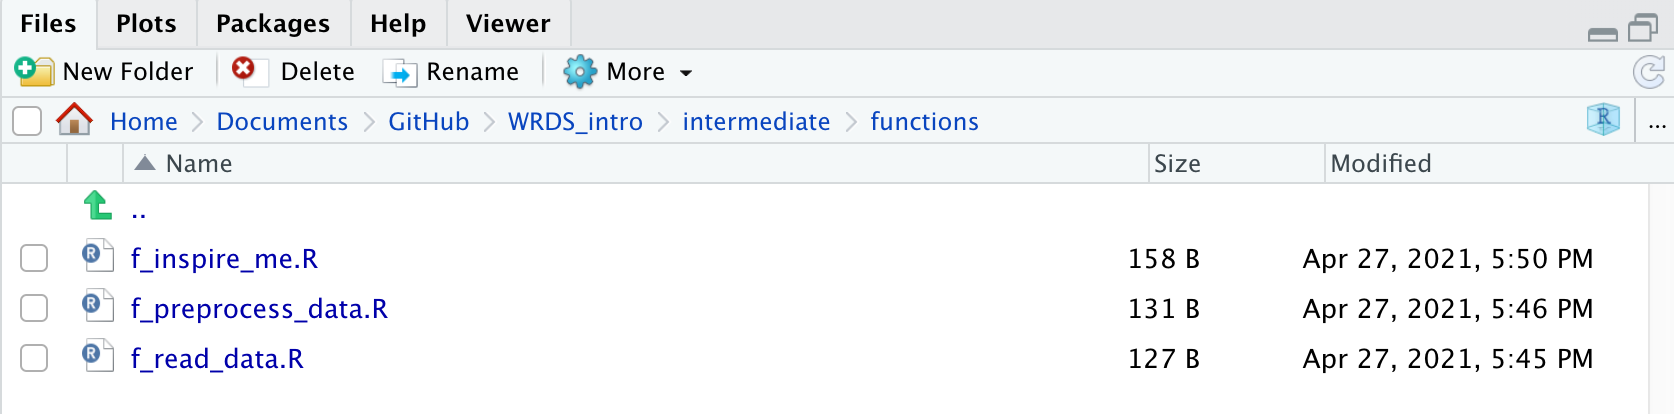 Files Plots Packages Help Viewer
New Folder Delete Rename More
Home Documents GitHub WRDS_intro intermediate functions R ...
Name Size Modified
..
R f_inspire_me.R 158 B Apr 27, 2021, 5:50 PM
R f_preprocess_data.R 131 B Apr 27, 2021, 5:46 PM
R f_read_data.R 127 B Apr 27, 2021, 5:45 PM